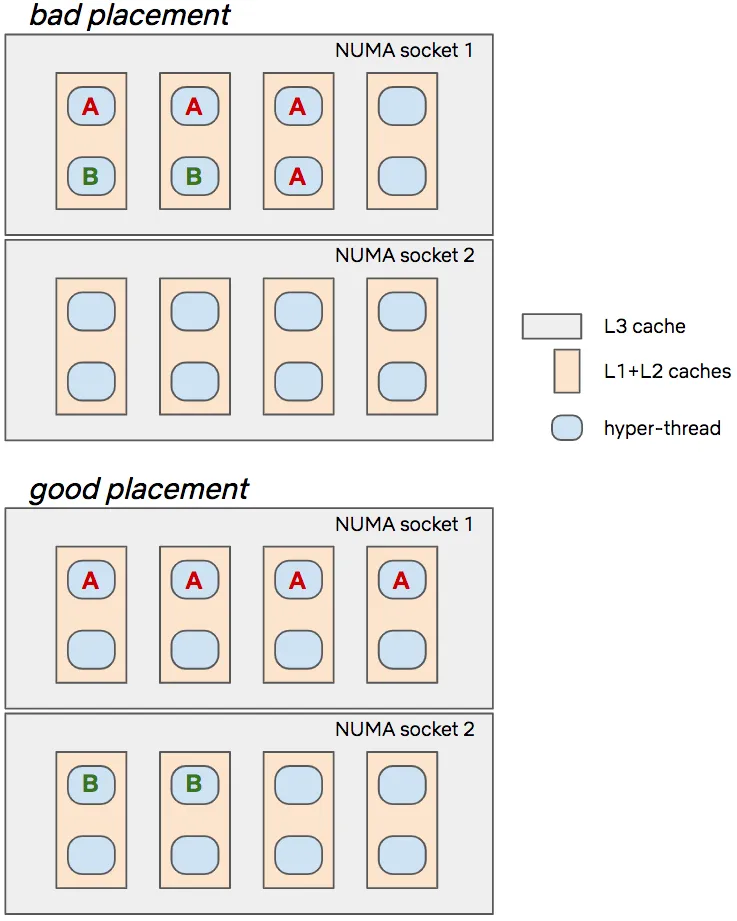 bad placement
NUMA socket 1
A A A
B B A
NUMA socket 2
L3 cache
L1+L2 caches
hyper-thread
good placement
NUMA socket 1
A A A A
NUMA socket 2
B B